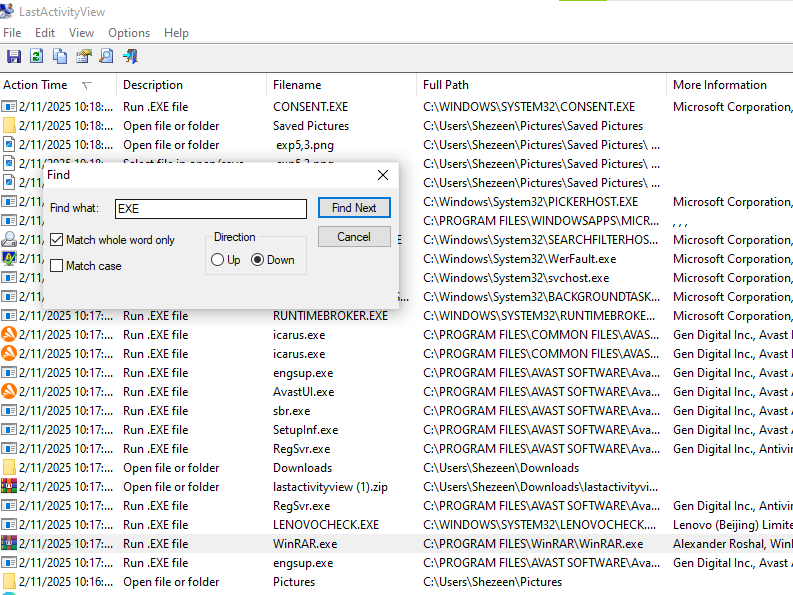 LastActivityView
File Edit View Options Help
Action Time Description Filename Full Path More Information
2/11/2025 10:18:... Run .EXE file CONSENT.EXE C:\WINDOWS\SYSTEM32\CONSENT.EXE Microsoft Corporation,
2/11/2025 10:18:... Open file or folder Saved Pictures C:\Users\Shezeen\Pictures\Saved Pictures
2/11/2025 10:18:... Open file or folder exp5,3.png C:\Users\Shezeen\Pictures\Saved Pictures\ ...
2/11/2025 10:18:... Select file in open/save exp5,3.png C:\Users\Shezeen\Pictures\Saved Pictures\ ...
2/11/ C:\Users\Shezeen\Pictures\Saved Pictures\ ...
2/11/ C:\Windows\System32\PICKERHOST.EXE Microsoft Corporation,
2/11/ C:\PROGRAM FILES\WINDOWSAPPS\MICR... , , ,
2/11/ E C:\Windows\System32\SEARCHFILTERHOS... Microsoft Corporation,
2/11/ C:\Windows\System32\WerFault.exe Microsoft Corporation,
2/11/ C:\Windows\System32\svchost.exe Microsoft Corporation,
2/11/ S... C:\Windows\System32\BACKGROUNDTASK... Microsoft Corporation,
Find
Find what: EXE Find Next
Match whole word only Direction Cancel
Match case Up Down
2/11/2025 10:17:... Run .EXE file RUNTIMEBROKER.EXE C:\WINDOWS\SYSTEM32\RUNTIMEBROKE... Microsoft Corporation,
2/11/2025 10:17:... Run .EXE file icarus.exe C:\PROGRAM FILES\COMMON FILES\AVAS... Gen Digital Inc., Avast
2/11/2025 10:17:... Run .EXE file icarus.exe C:\PROGRAM FILES\COMMON FILES\AVAS... Gen Digital Inc., Avast
2/11/2025 10:17:... Run .EXE file engsup.exe C:\PROGRAM FILES\AVAST SOFTWARE\Ava... Gen Digital Inc., Avast
2/11/2025 10:17:... Run .EXE file AvastUI.exe C:\PROGRAM FILES\AVAST SOFTWARE\Ava... Gen Digital Inc., Avast
2/11/2025 10:17:... Run .EXE file sbr.exe C:\PROGRAM FILES\AVAST SOFTWARE\Ava... Gen Digital Inc., Avast
2/11/2025 10:17:... Run .EXE file SetupInf.exe C:\PROGRAM FILES\AVAST SOFTWARE\Ava... Gen Digital Inc., Avast
2/11/2025 10:17:... Run .EXE file RegSvr.exe C:\PROGRAM FILES\AVAST SOFTWARE\Ava... Gen Digital Inc., Antivir
2/11/2025 10:17:... Open file or folder Downloads C:\Users\Shezeen\Downloads
2/11/2025 10:17:... Open file or folder lastactivityview (1).zip C:\Users\Shezeen\Downloads\lastactivityvi...
2/11/2025 10:17:... Run .EXE file RegSvr.exe C:\PROGRAM FILES\AVAST SOFTWARE\Ava... Gen Digital Inc., Antivir
2/11/2025 10:17:... Run .EXE file LENOVOCHECK.EXE C:\WINDOWS\SYSTEM32\LENOVOCHECK.... Lenovo (Beijing) Limite
2/11/2025 10:17:... Run .EXE file WinRAR.exe C:\PROGRAM FILES\WinRAR\WinRAR.exe Alexander Roshal, Win
2/11/2025 10:17:... Run .EXE file engsup.exe C:\PROGRAM FILES\AVAST SOFTWARE\Ava... Gen Digital Inc., Avast
2/11/2025 10:16:... Open file or folder Pictures C:\Users\Shezeen\Pictures